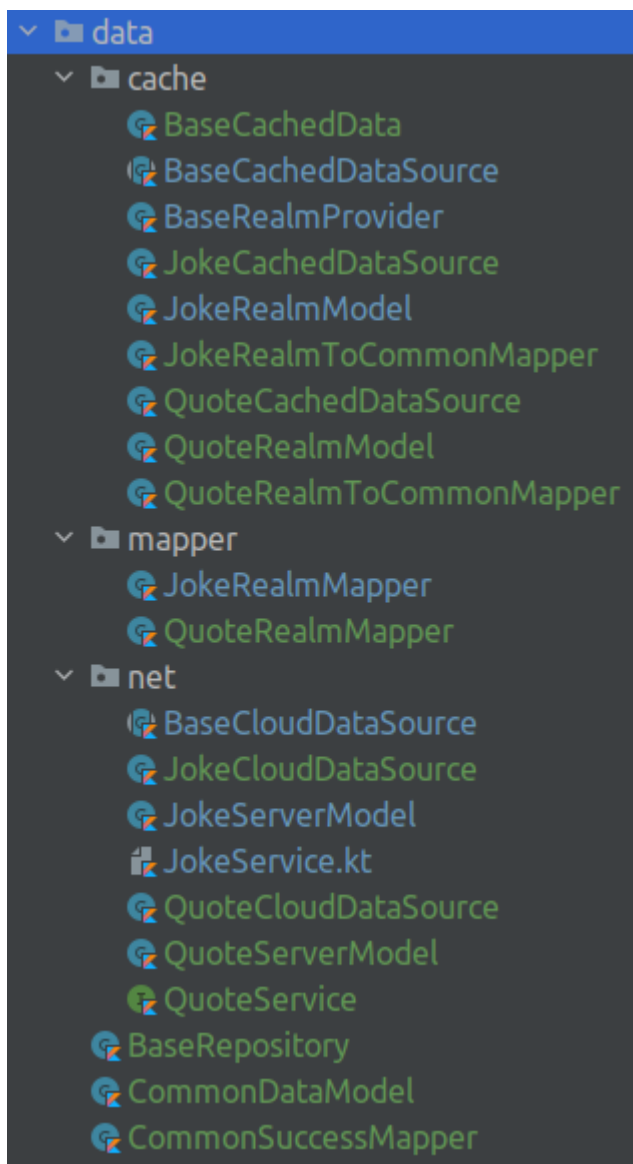 data
cache
BaseCachedData
BaseCachedDataSource
BaseRealmProvider
JokeCachedDataSource
JokeRealmModel
JokeRealmToCommonMapper
QuoteCachedDataSource
QuoteRealmModel
QuoteRealmToCommonMapper
mapper
JokeRealmMapper
QuoteRealmMapper
net
BaseCloudDataSource
JokeCloudDataSource
JokeServerModel
JokeService.kt
QuoteCloudDataSource
QuoteServerModel
QuoteService
BaseRepository
CommonDataModel
CommonSuccessMapper